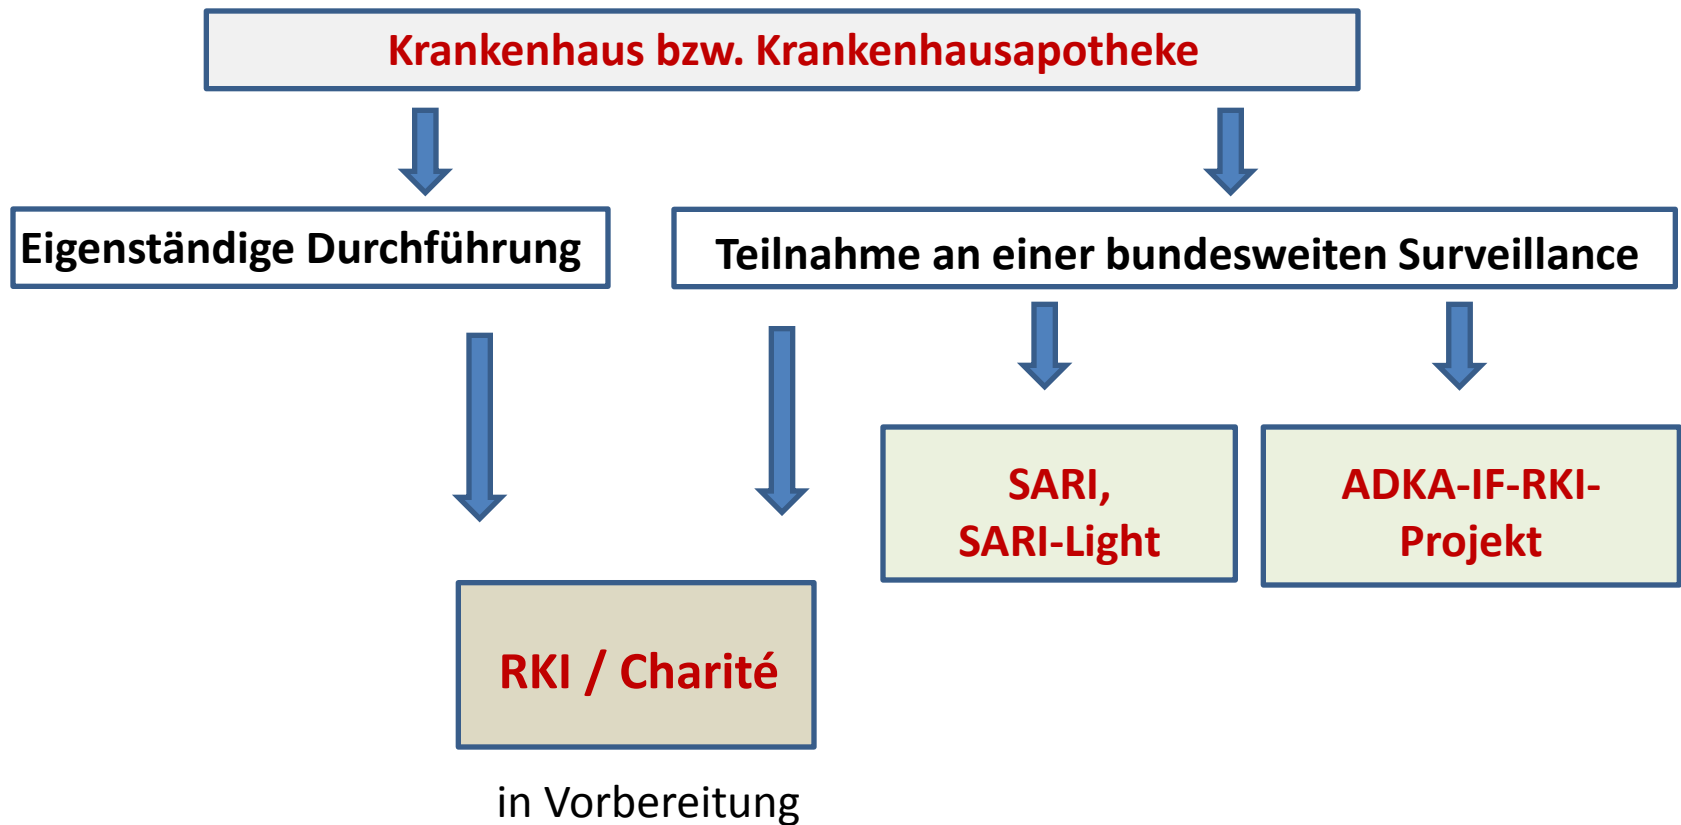 Krankenhaus bzw. Krankenhausapotheke
Eigenständige Durchführung
Teilnahme an einer bundesweiten Surveillance
SARI,
SARI-Light
ADKA-IF-RKI-
Projekt
RKI / Charité
in Vorbereitung